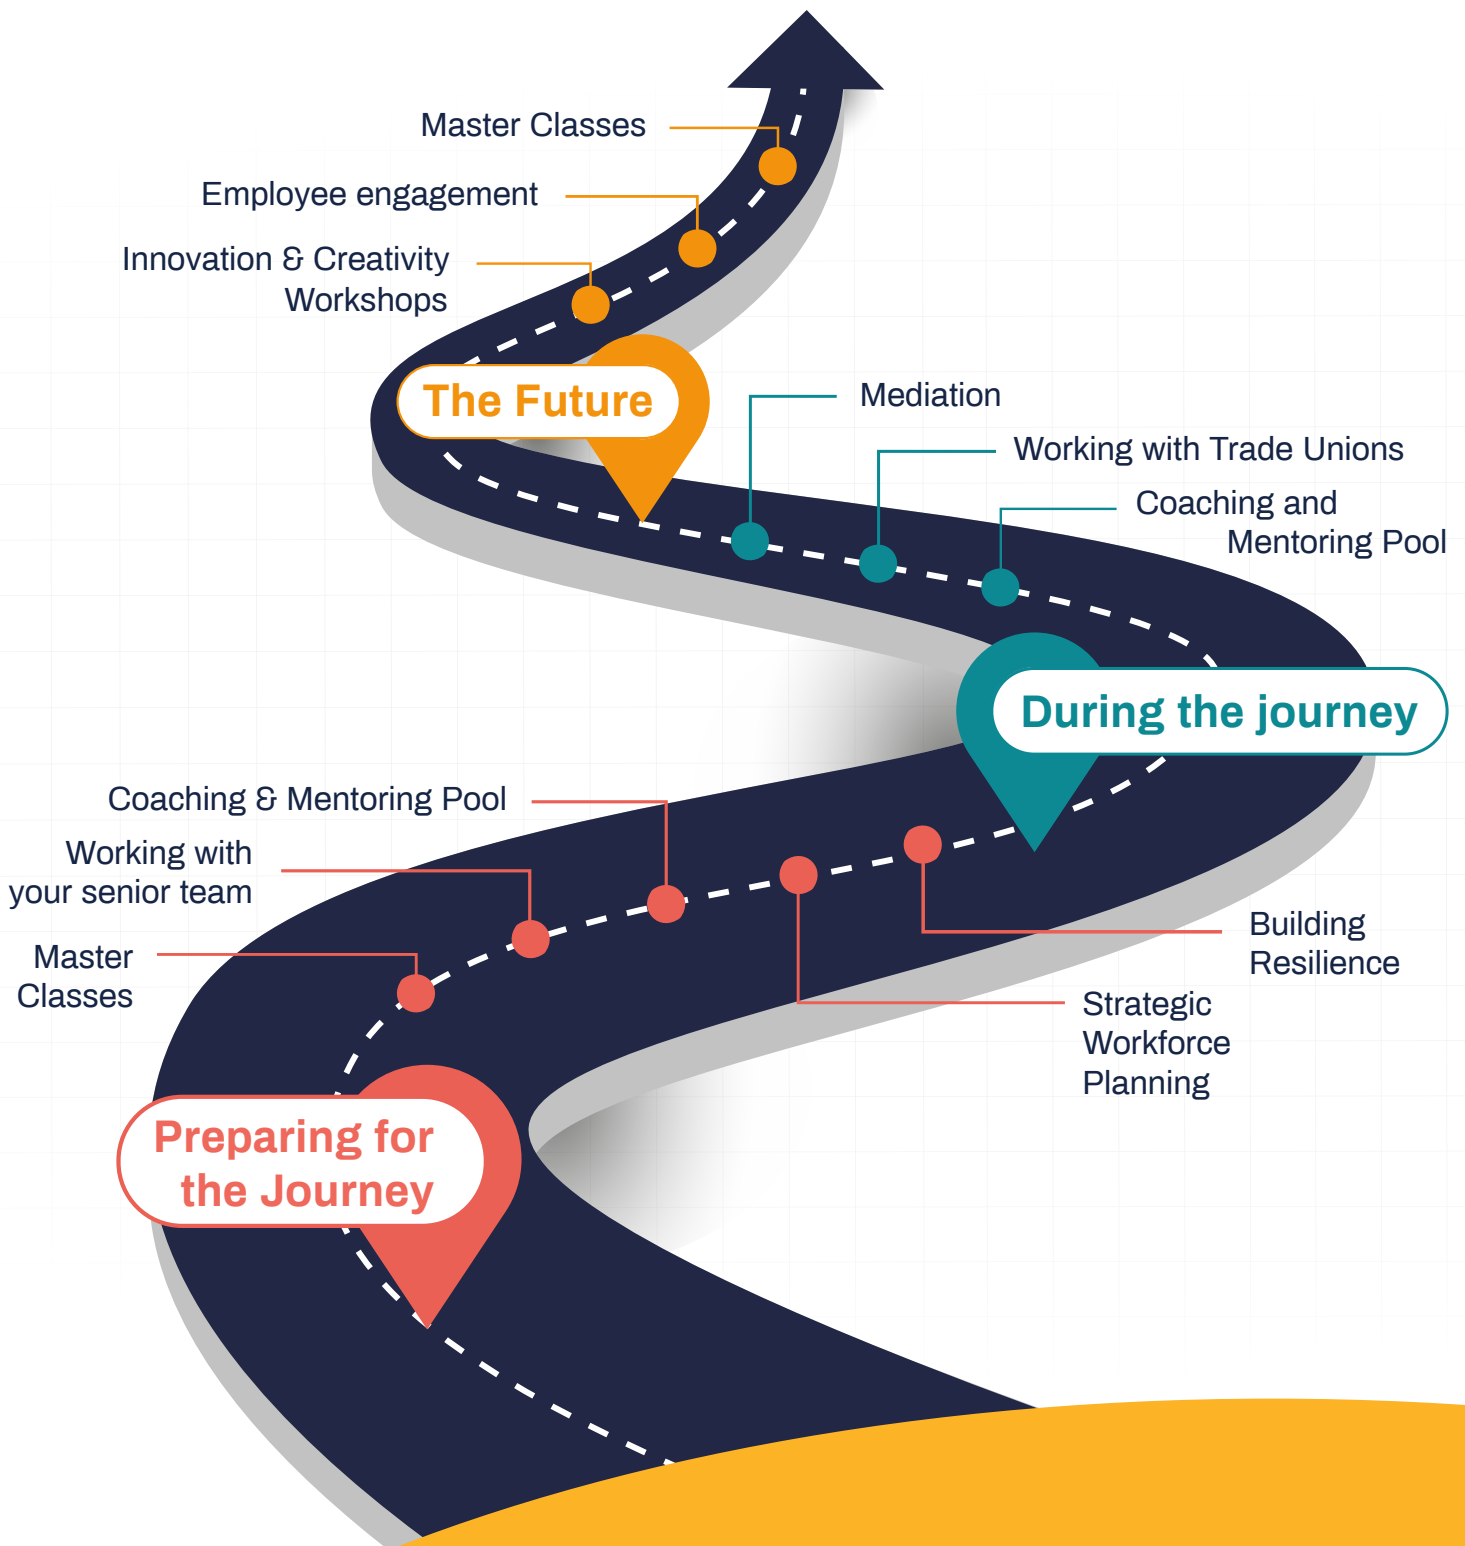 Master Classes
Employee engagement
Innovation & Creativity
Workshops
The Future
Mediation
Working with Trade Unions
Coaching and
Mentoring Pool
During the journey
Coaching & Mentoring Pool
Working with
your senior team
Master
Classes
Building
Resilience
Strategic
Workforce
Planning
Preparing for
the Journey